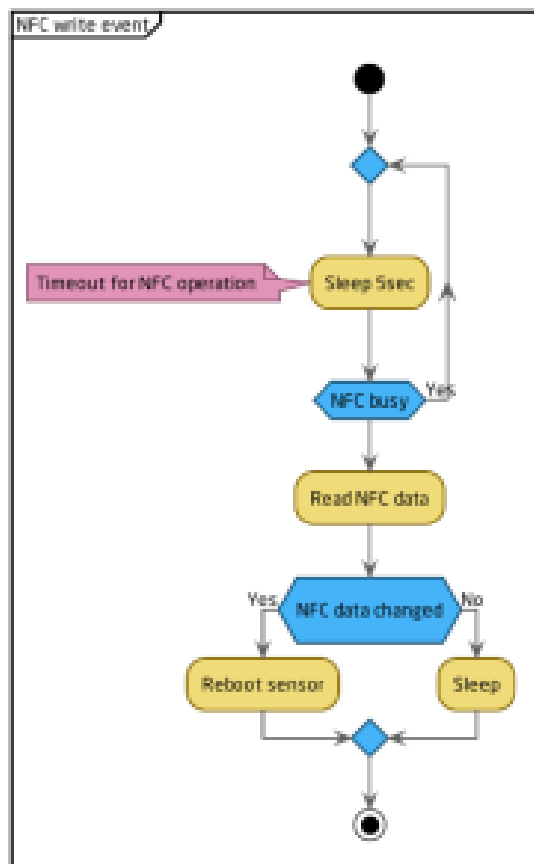 NFC write event
Timeout for NFC operation
Sleep 5sec
Yes
NFC busy
Read NFC data
Yes
NFC data changed
No
Reboot sensor
Sleep